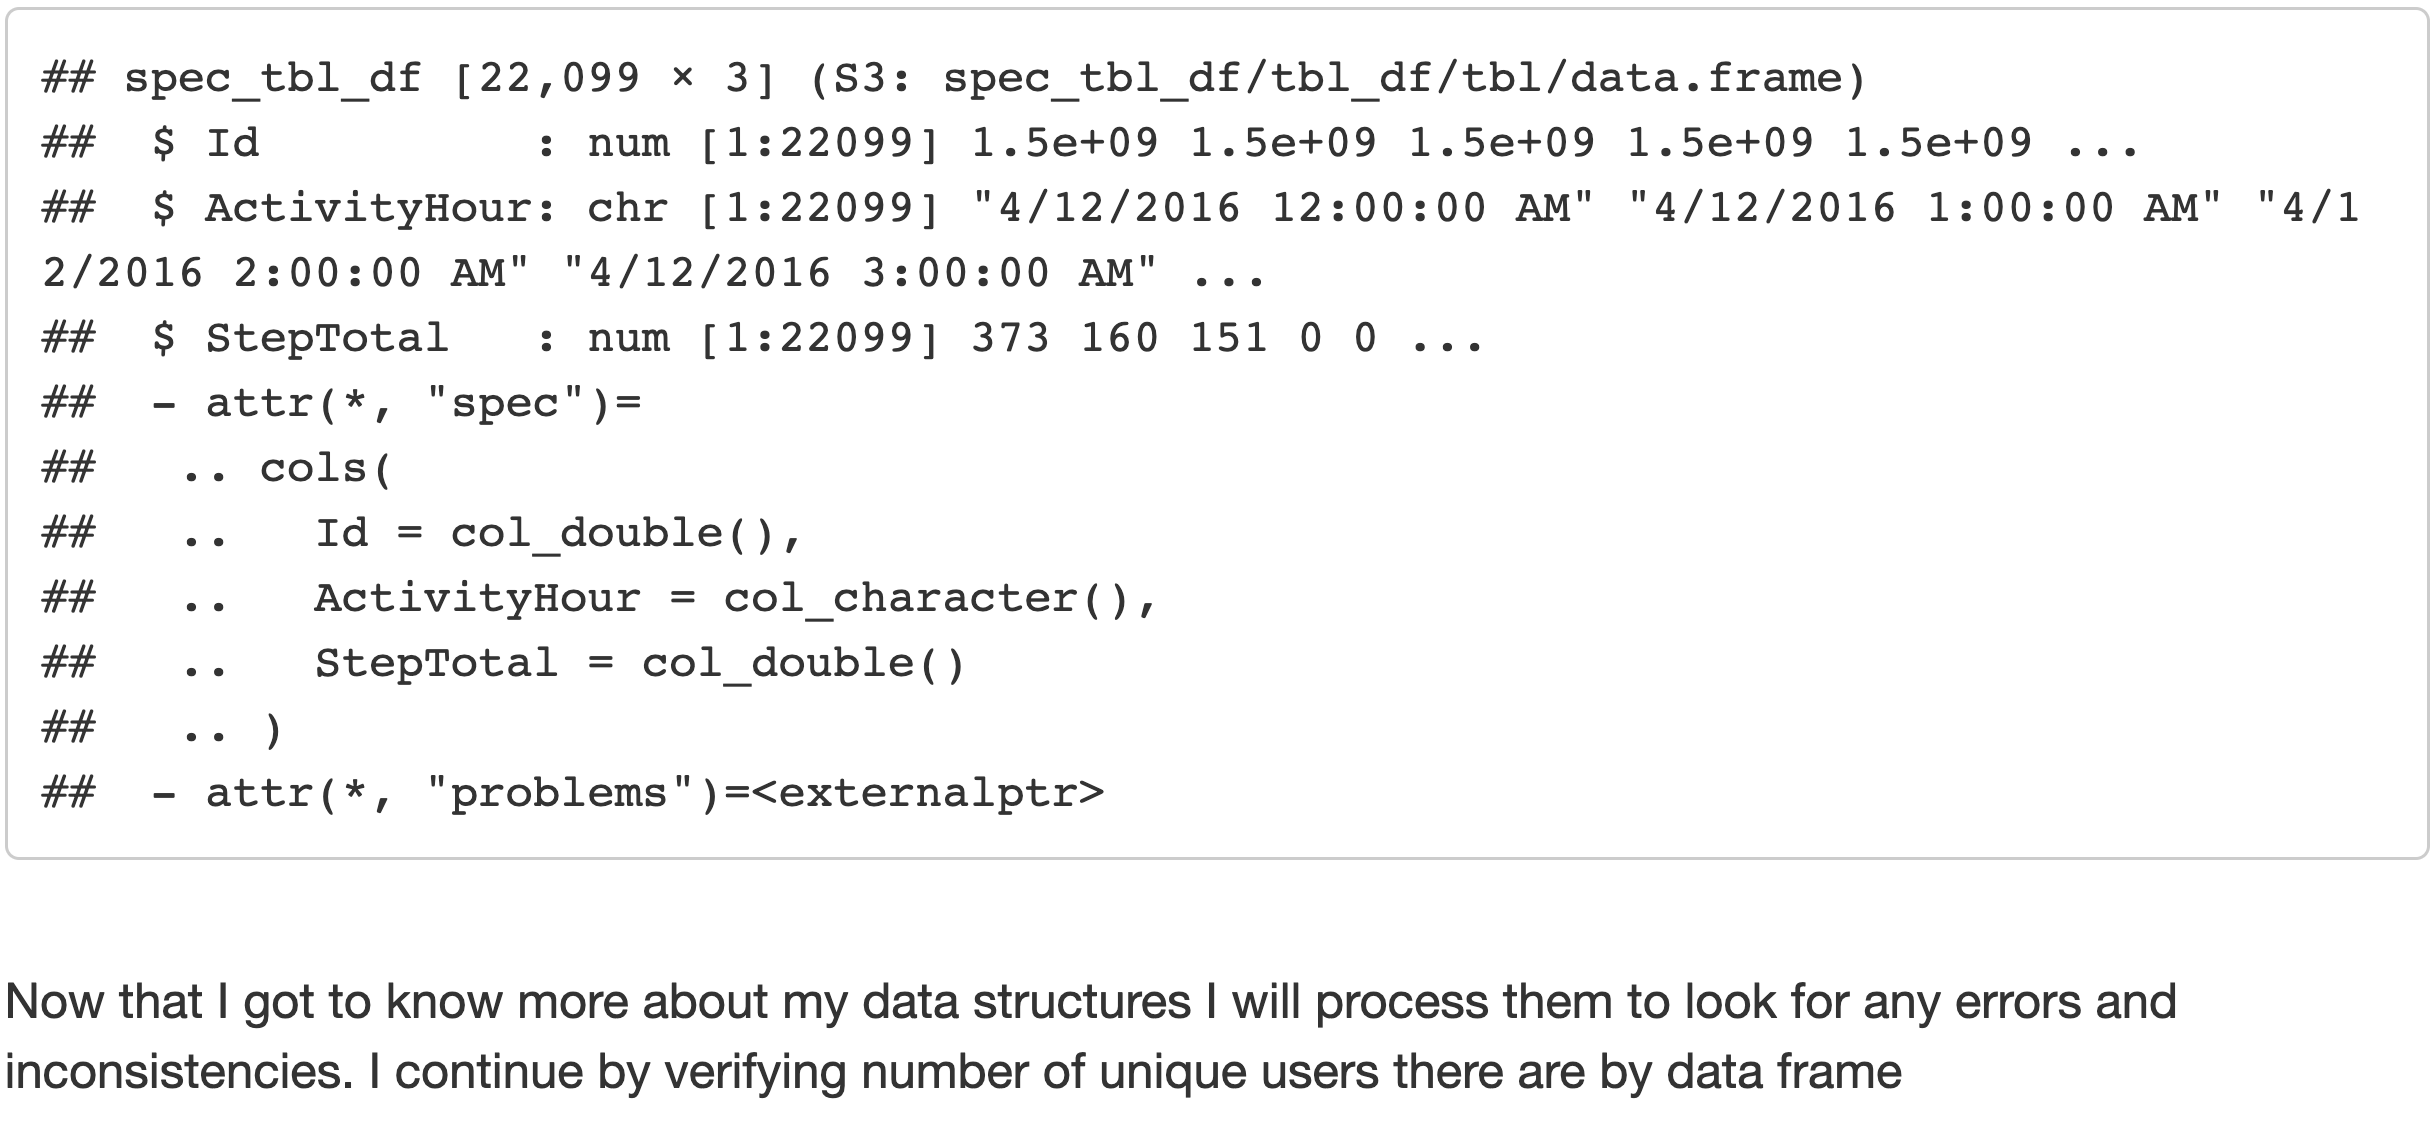 ## spec_tbl_df [22,099 × 3] (S3: spec_tbl_df/tbl_df/tbl/data.frame)
##  $ Id          : num [1:22099] 1.5e+09 1.5e+09 1.5e+09 1.5e+09 1.5e+09 ...
##  $ ActivityHour: chr [1:22099] "4/12/2016 12:00:00 AM" "4/12/2016 1:00:00 AM" "4/1
2/2016 2:00:00 AM" "4/12/2016 3:00:00 AM" ...
##  $ StepTotal   : num [1:22099] 373 160 151 0 0 ...
##  - attr(*, "spec")=
##   .. cols(
##   ..   Id = col_double(),
##   ..   ActivityHour = col_character(),
##   ..   StepTotal = col_double()
##   .. )
##  - attr(*, "problems")=<externalptr>
Now that I got to know more about my data structures I will process them to look for any errors and
inconsistencies. I continue by verifying number of unique users there are by data frame